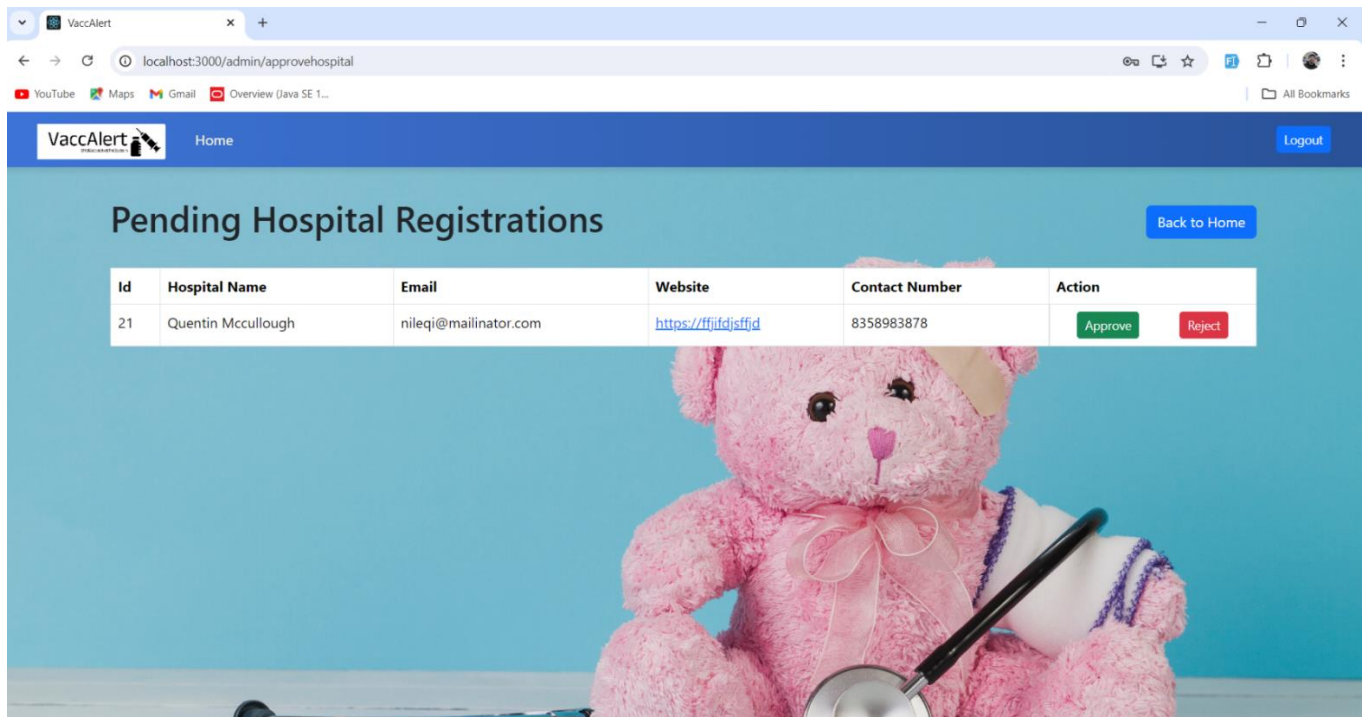 VaccAlert
localhost:3000/admin/approvehospital
YouTube Maps Gmail Overview (Java SE 1... All Bookmarks
VaccAlert Home Logout
Pending Hospital Registrations Back to Home
Id Hospital Name Email Website Contact Number Action
21 Quentin Mccullough nileqi@mailinator.com https://ffjifdjsffjd 8358983878 Approve Reject